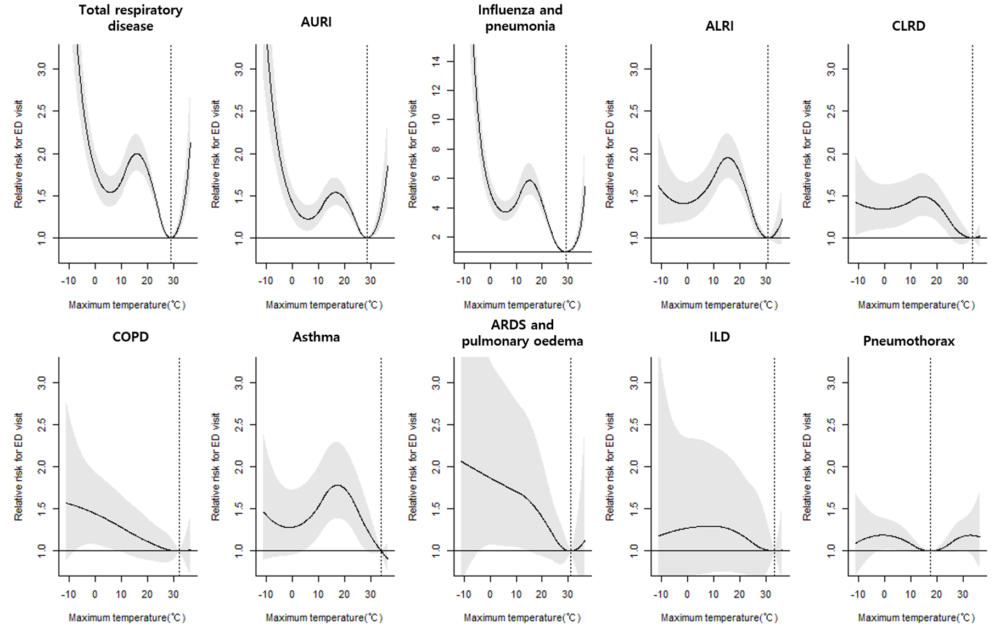 Total respiratory
disease
AURI
Influenza and
pneumonia
ALRI
CLRD
Relative risk for ED visit
3.0
2.5
2.0
1.5
1.0
-10 0 10 20 30
Maximum temperature(℃)
Relative risk for ED visit
3.0
2.5
2.0
1.5
1.0
-10 0 10 20 30
Maximum temperature(℃)
Relative risk for ED visit
14
12
10
8
6
4
2
-10 0 10 20 30
Maximum temperature(℃)
Relative risk for ED visit
3.0
2.5
2.0
1.5
1.0
-10 0 10 20 30
Maximum temperature(℃)
Relative risk for ED visit
3.0
2.5
2.0
1.5
1.0
-10 0 10 20 30
Maximum temperature(℃)
COPD
Asthma
ARDS and
pulmonary oedema
ILD
Pneumothorax
Relative risk for ED visit
3.0
2.5
2.0
1.5
1.0
-10 0 10 20 30
Maximum temperature(℃)
Relative risk for ED visit
3.0
2.5
2.0
1.5
1.0
-10 0 10 20 30
Maximum temperature(℃)
Relative risk for ED visit
3.0
2.5
2.0
1.5
1.0
-10 0 10 20 30
Maximum temperature(℃)
Relative risk for ED visit
3.0
2.5
2.0
1.5
1.0
-10 0 10 20 30
Maximum temperature(℃)
Relative risk for ED visit
3.0
2.5
2.0
1.5
1.0
-10 0 10 20 30
Maximum temperature(℃)